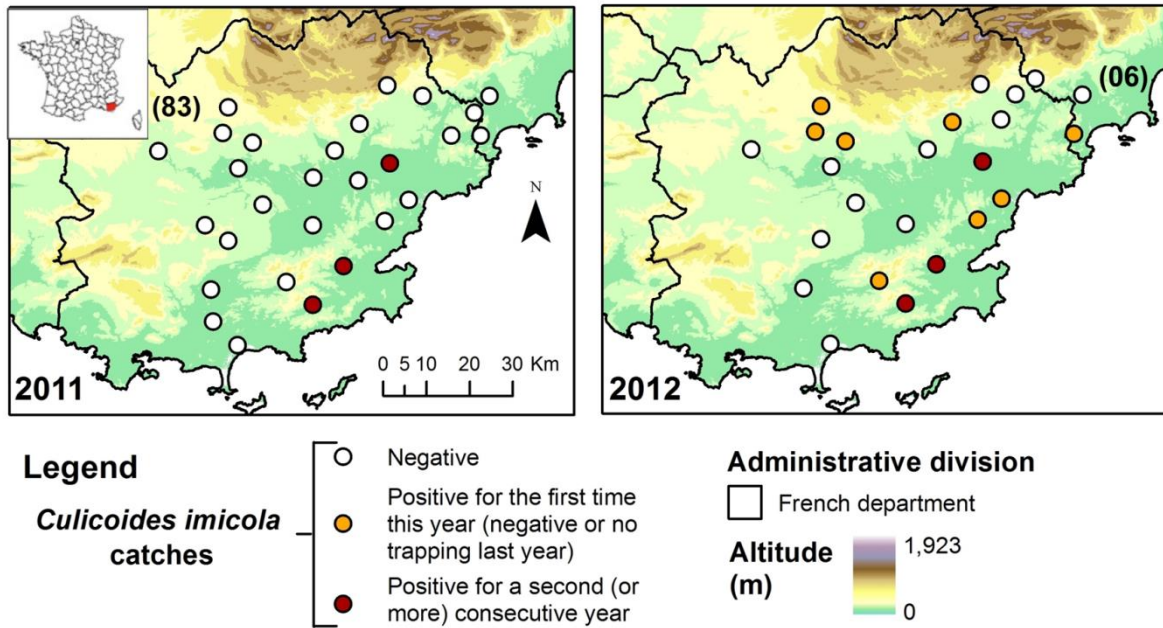 (83)
(06)
N
2011
0 5 10 20 30 Km
2012
Legend
Culicoides imicola
catches
Negative
Positive for the first time
this year (negative or no
trapping last year)
Positive for a second (or
more) consecutive year
Administrative division
French department
Altitude
(m)
1,923
0